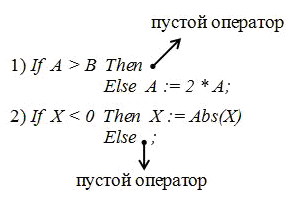 пустой оператор
1) If A > B Then
Else A := 2 * A;
2) If X < 0 Then X := Abs(X)
Else ;
пустой оператор